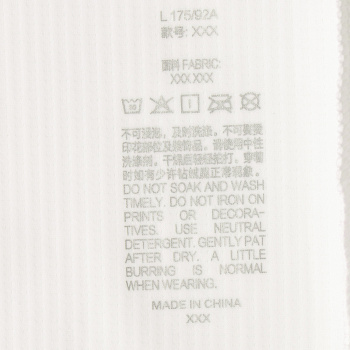 L 175/92A
款号: XXX
面料 FABRIC:
XXX XXX
不可浸泡，及时洗涤，不可熨烫
印花部位及装饰品，请使用中性
洗涤剂，干燥后轻轻拍打，穿着
时如有少许钻绒属正常现象。
DO NOT SOAK AND WASH
TIMELY. DO NOT IRON ON
PRINTS OR DECORA-
TIVES. USE NEUTRAL
DETERGENT. GENTLY PAT
AFTER DRY. A LITTLE
BURRING IS NORMAL
WHEN WEARING.
MADE IN CHINA
XXX